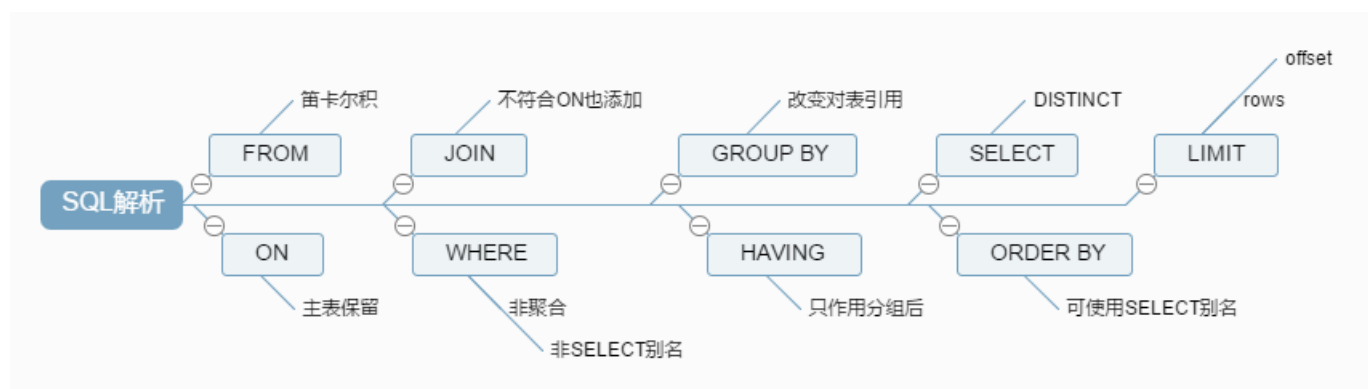 offset
笛卡尔积
不符合ON也添加
改变对表引用
DISTINCT
rows
FROM
JOIN
GROUP BY
SELECT
LIMIT
SQL解析
ON
WHERE
HAVING
ORDER BY
主表保留
非聚合
只作用分组后
可使用SELECT别名
非SELECT别名